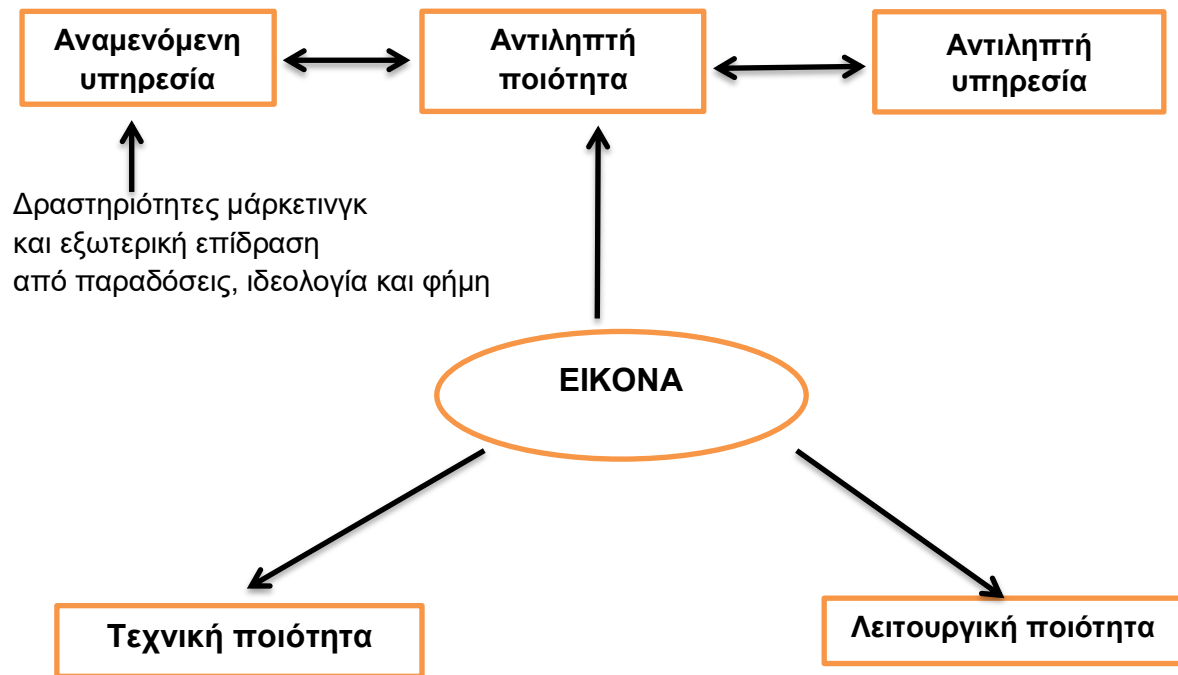 Αναμενόμενη
υπηρεσία
Αντιληπτή
ποιότητα
Αντιληπτή
υπηρεσία
Δραστηριότητες μάρκετινγκ
και εξωτερική επίδραση
από παραδόσεις, ιδεολογία και φήμη
ΕΙΚΟΝΑ
Τεχνική ποιότητα
Λειτουργική ποιότητα